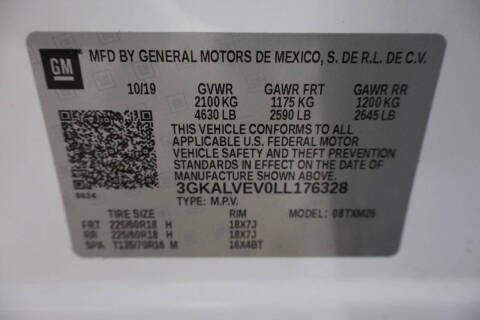 GM
MFD BY GENERAL MOTORS DE MEXICO, S. DE R.L. DE C.V.
10/19 GVWR GAWR FRT GAWR RR
2100 KG 1175 KG 1200 KG
4630 LB 2590 LB 2645 LB
THIS VEHICLE CONFORMS TO ALL
APPLICABLE U.S. FEDERAL MOTOR
VEHICLE SAFETY AND THEFT PREVENTION
STANDARDS IN EFFECT ON THE DATE OF
MANUFACTURE SHOWN ABOVE.
9624 3GKALVEV0LL176328
TYPE: M.P.V.
TIRE SIZE RIM MODEL: 08TXM26
FRT 225/60R18 H 18X7J
RR 225/60R18 H 18X7J
SPA T135/70R16 M 16X4BT